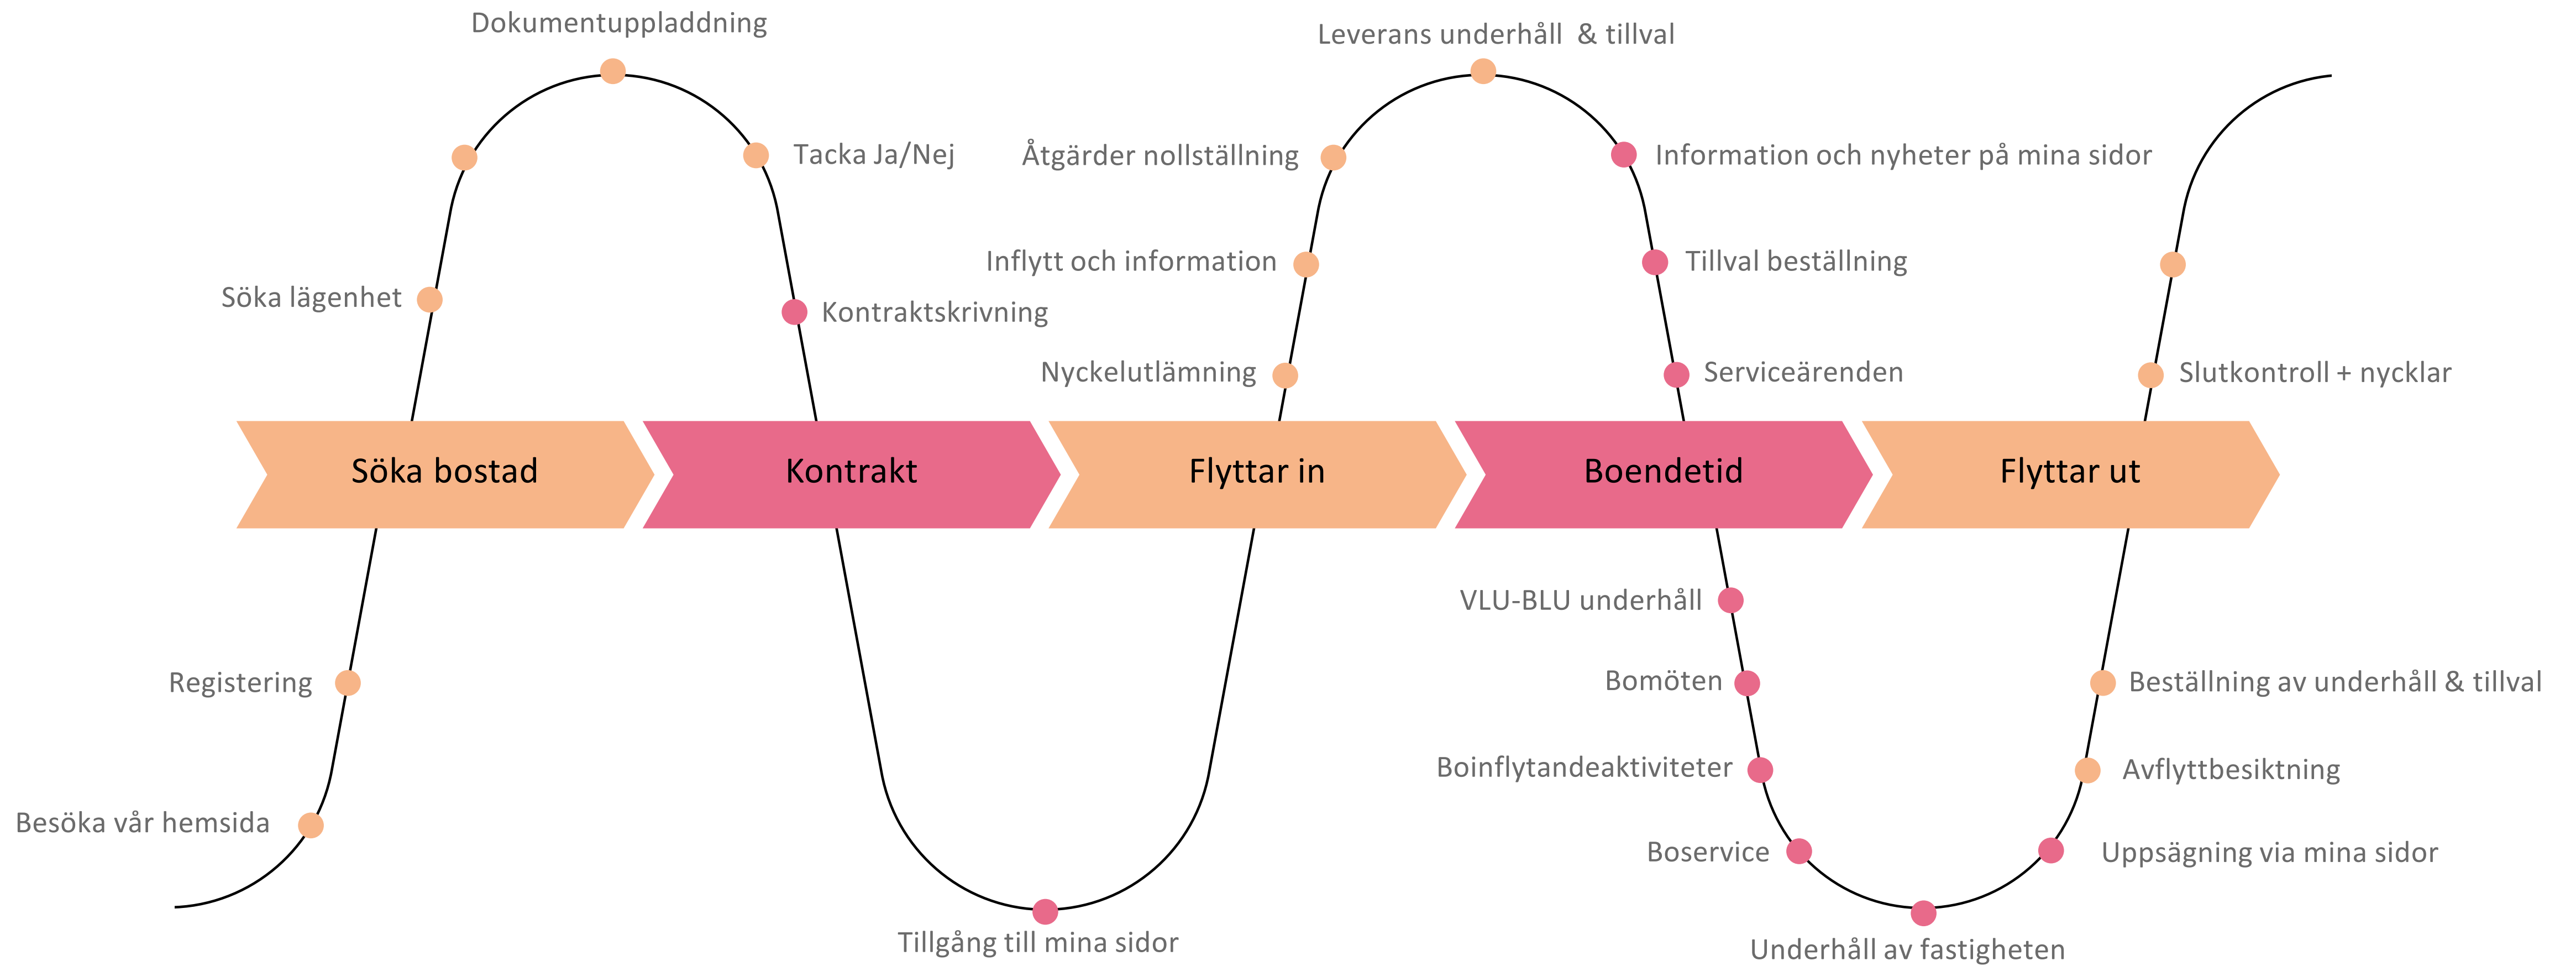 Dokumentuppladdning
Leverans underhåll & tillval
Tacka Ja/Nej
Åtgärder nollställning
Information och nyheter på mina sidor
Söka lägenhet
Kontraktskrivning
Inflytt och information
Tillval beställning
Nyckelutlämning
Serviceärenden
Slutkontroll + nycklar
Söka bostad
Kontrakt
Flyttar in
Boendetid
Flyttar ut
VLU-BLU underhåll
Registering
Bomöten
Beställning av underhåll & tillval
Boinflytandeaktiviteter
Avflyttbesiktning
Besöka vår hemsida
Boservice
Uppsägning via mina sidor
Tillgång till mina sidor
Underhåll av fastigheten